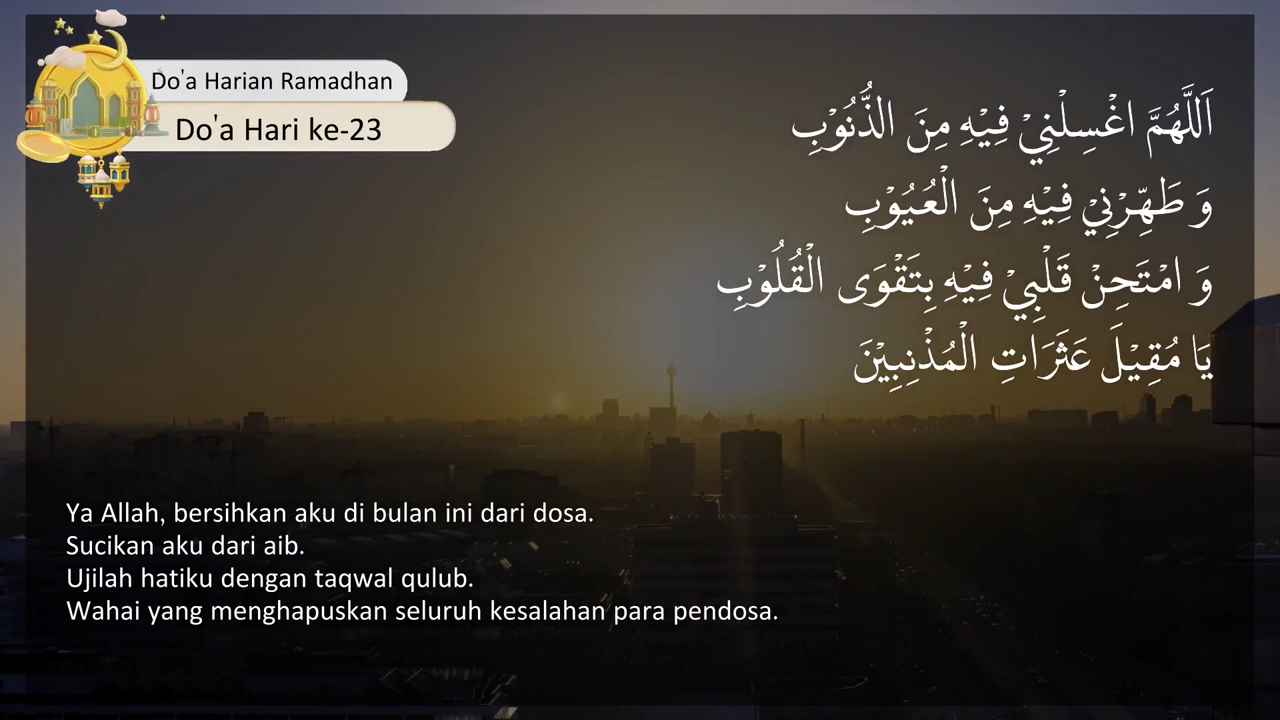 Do'a Harian Ramadhan
Do'a Hari ke-23
اَللَّهُمَّ اغْسِلْنِيْ فِيْهِ مِنَ الذُّنُوْبِ
وَ طَهِّرْنِيْ فِيْهِ مِنَ الْعُيُوْبِ
وَ امْتَحِنْ قَلْبِيْ فِيْهِ بِتَقْوَى الْقُلُوْبِ
يَا مُقِيْلَ عَثَرَاتِ الْمُذْنِبِيْنَ
Ya Allah, bersihkan aku di bulan ini dari dosa.
Sucikan aku dari aib.
Ujilah hatiku dengan taqwal qulub.
Wahai yang menghapuskan seluruh kesalahan para pendosa.